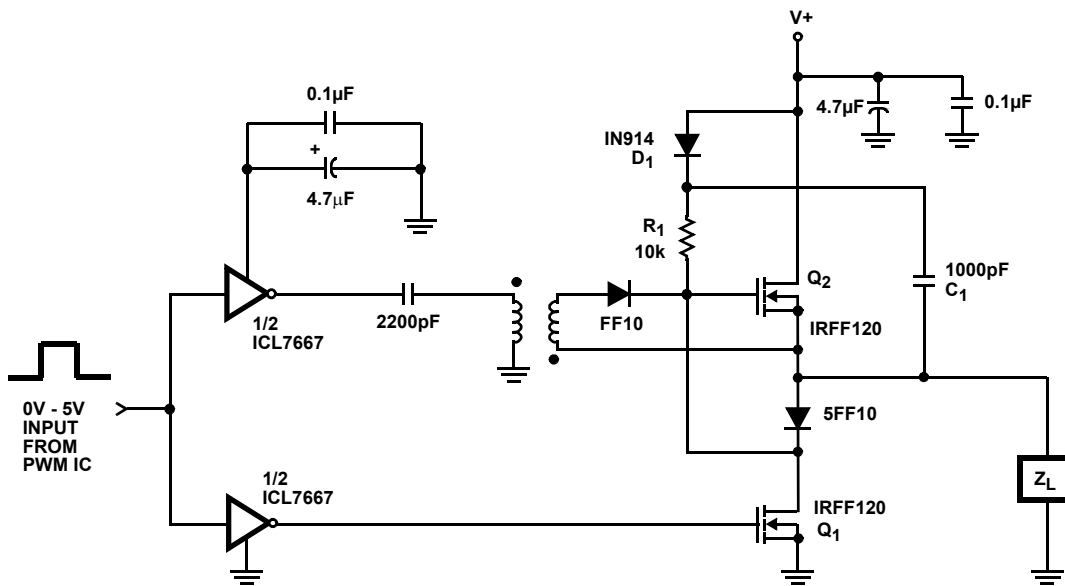 V+
0.1µF
4.7µF
0.1µF
IN914
D1
+
4.7µF
R1
10k
1000pF
C1
Q2
2200pF
FF10
IRFF120
1/2
ICL7667
0V - 5V
INPUT
FROM
PWM IC
5FF10
1/2
ICL7667
ZL
IRFF120
Q1